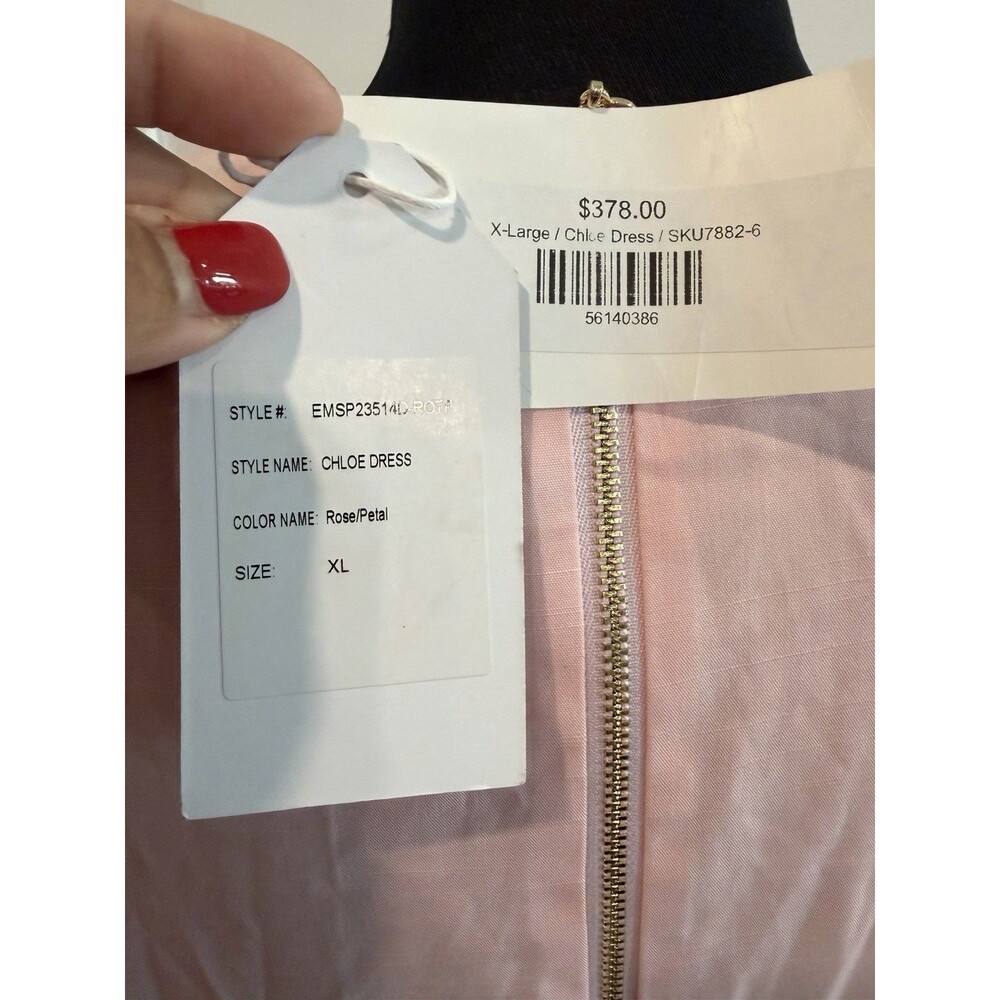 $378.00
X-Large / Chloe Dress / SKU7882-6
56140386
STYLE #:
STYLE NAME: CHLOE DRESS
COLOR NAME: Rose/Petal
SIZE: XL